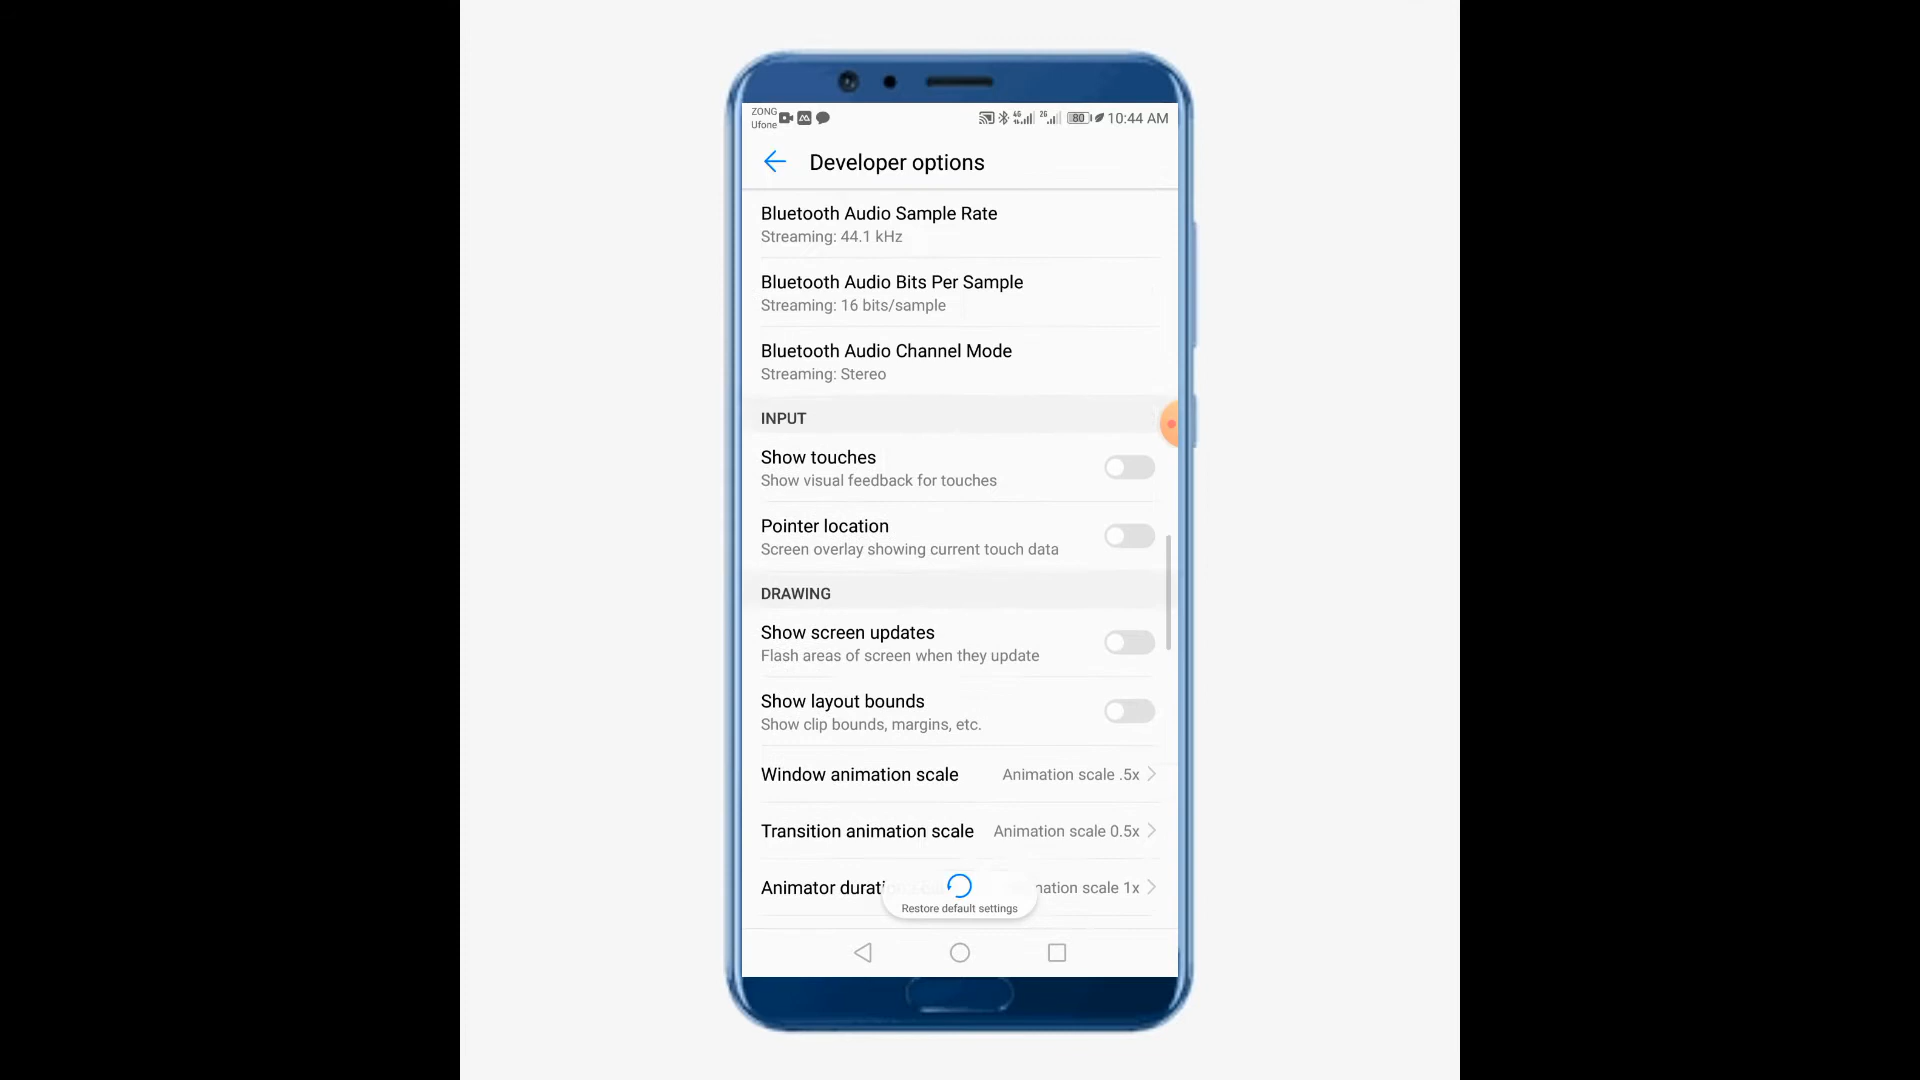 ZONG
Ufone
4G
2G
80
10:44 AM
Developer options
Bluetooth Audio Sample Rate
Streaming: 44.1 kHz
Bluetooth Audio Bits Per Sample
Streaming: 16 bits/sample
Bluetooth Audio Channel Mode
Streaming: Stereo
INPUT
Show touches
Show visual feedback for touches
Pointer location
Screen overlay showing current touch data
DRAWING
Show screen updates
Flash areas of screen when they update
Show layout bounds
Show clip bounds, margins, etc.
Window animation scale Animation scale .5x
Transition animation scale Animation scale 0.5x
Animator scale 1x
Restore default settings